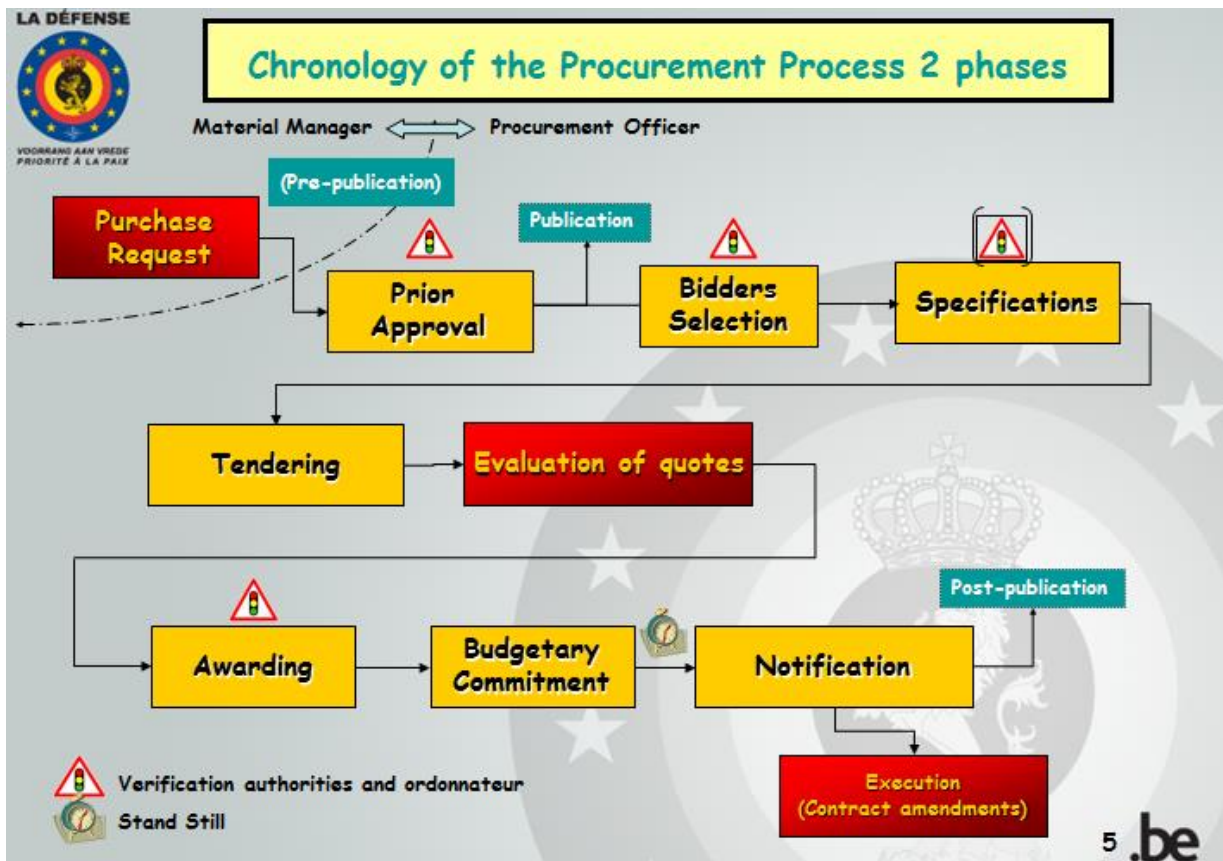 LA DÉFENSE
VOORRANG AAN VREDE
PRIORITÉ À LA PAIX
Chronology of the Procurement Process 2 phases
Material Manager
Procurement Officer
(Pre-publication)
Purchase
Request
Publication
Prior
Approval
Bidders
Selection
Specifications
Tendering
Evaluation of quotes
Post-publication
Awarding
Budgetary
Commitment
Notification
Verification authorities and ordonnateur
Stand Still
Execution
(Contract amendments)
5
.be